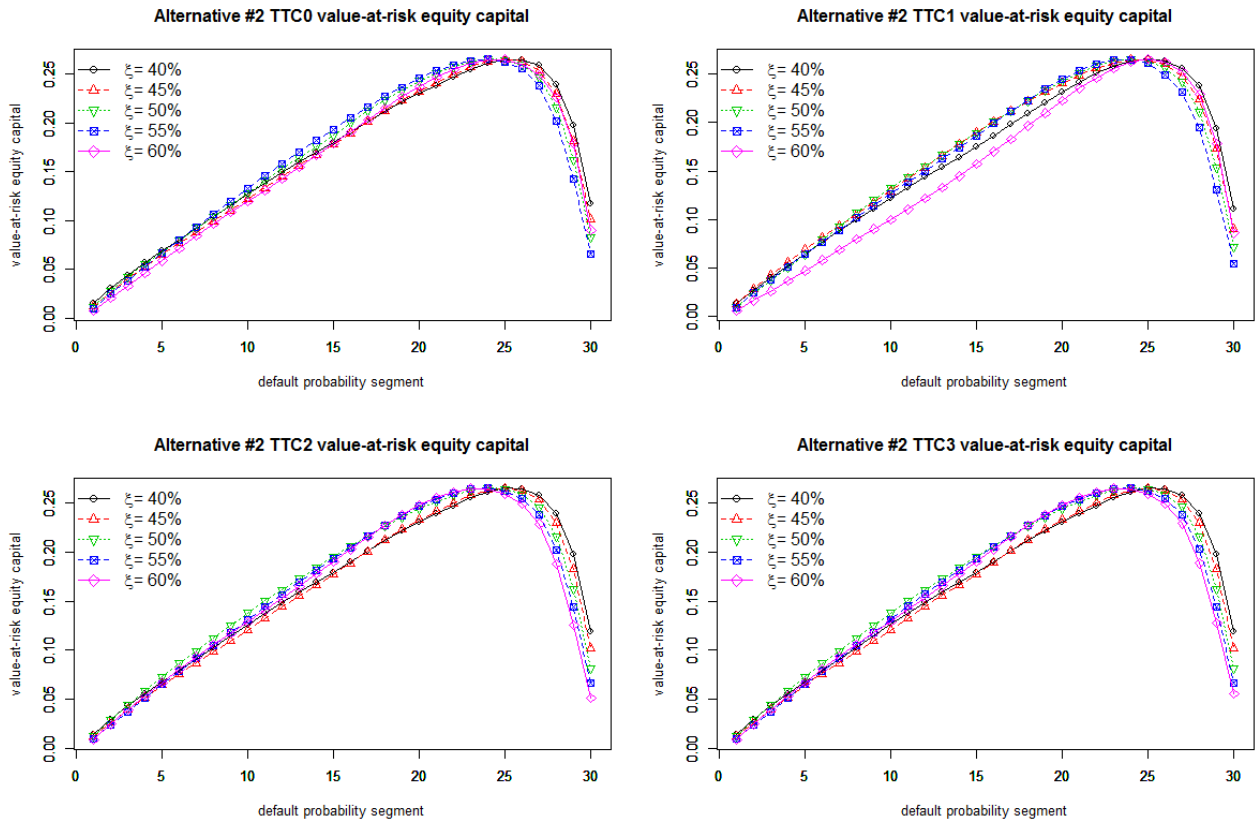 Alternative #2 TTC0 value-at-risk equity capital
value-at-risk equity capital
0.00 0.05 0.10 0.15 0.20 0.25
ξ = 40%
ξ = 45%
ξ = 50%
ξ = 55%
ξ = 60%
0 5 10 15 20 25 30
default probability segment
Alternative #2 TTC1 value-at-risk equity capital
value-at-risk equity capital
0.00 0.05 0.10 0.15 0.20 0.25
ξ = 40%
ξ = 45%
ξ = 50%
ξ = 55%
ξ = 60%
0 5 10 15 20 25 30
default probability segment
Alternative #2 TTC2 value-at-risk equity capital
value-at-risk equity capital
0.00 0.05 0.10 0.15 0.20 0.25
ξ = 40%
ξ = 45%
ξ = 50%
ξ = 55%
ξ = 60%
0 5 10 15 20 25 30
default probability segment
Alternative #2 TTC3 value-at-risk equity capital
value-at-risk equity capital
0.00 0.05 0.10 0.15 0.20 0.25
ξ = 40%
ξ = 45%
ξ = 50%
ξ = 55%
ξ = 60%
0 5 10 15 20 25 30
default probability segment